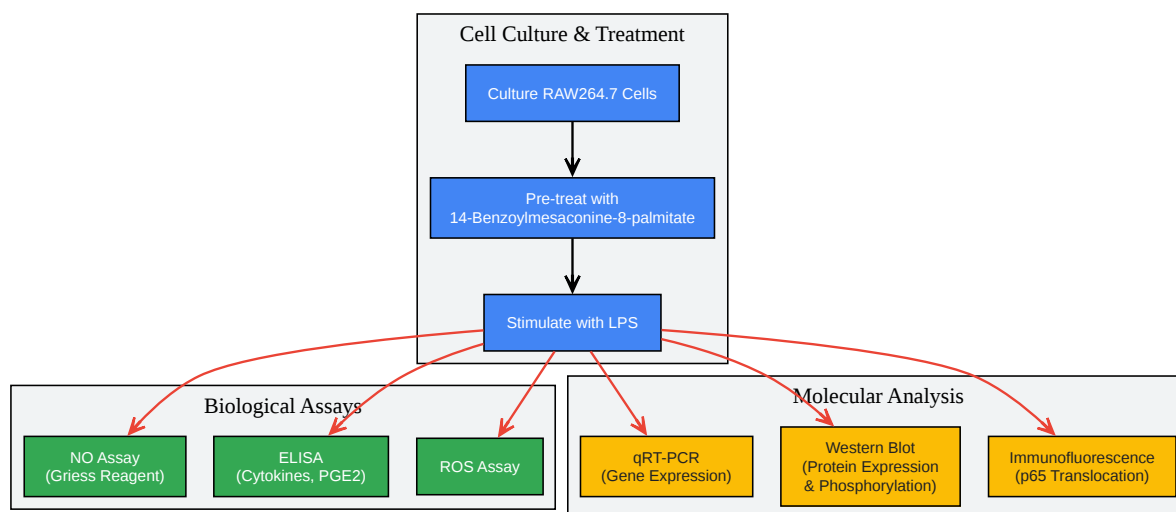 Cell Culture & Treatment
Culture RAW264.7 Cells
Pre-treat with
14-Benzoylmesaconine-8-palmitate
Stimulate with LPS
Biological Assays
NO Assay
(Griess Reagent)
ELISA
(Cytokines, PGE2)
ROS Assay
Molecular Analysis
qRT-PCR
(Gene Expression)
Western Blot
(Protein Expression
& Phosphorylation)
Immunofluorescence
(p65 Translocation)